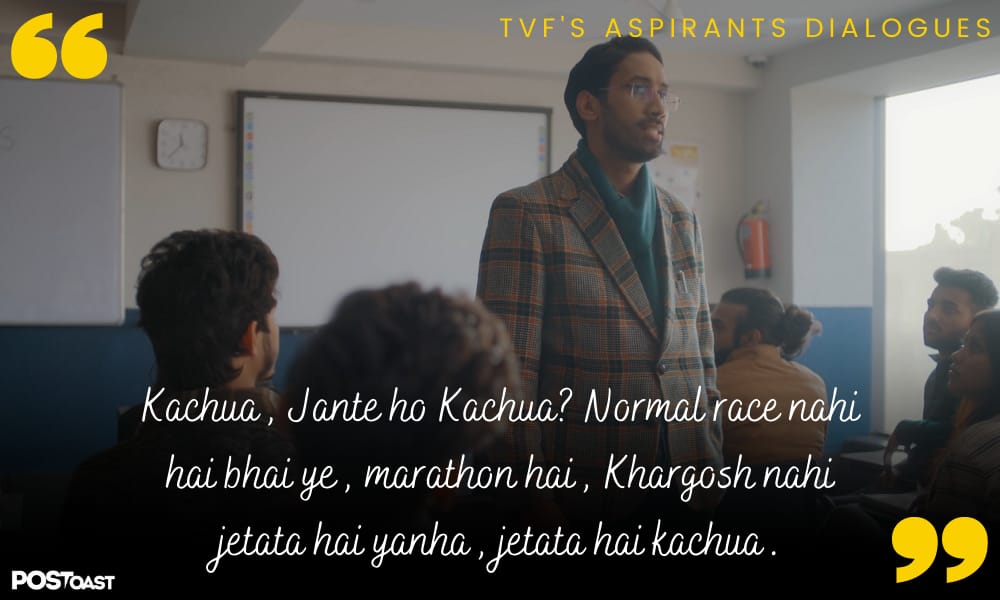 TVF'S ASPIRANTS DIALOGUES
Kachua, Jante ho Kachua? Normal race nahi
hai bhai ye, marathon hai, Khargosh nahi
jetata hai yanha, jetata hai kachua.
POSTOAST